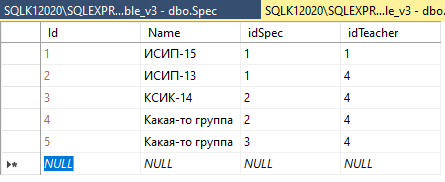 SQLK12020\SQLEXPR...ble_v3 - dbo.Spec SQLK12020\SQLEXPR...le_v3 - dbo.
Id Name idSpec idTeacher
1 ИСИП-15 1 1
2 ИСИП-13 1 4
3 КСИК-14 2 4
4 Какая-то группа 2 4
5 Какая-то группа 3 4
NULL NULL NULL NULL